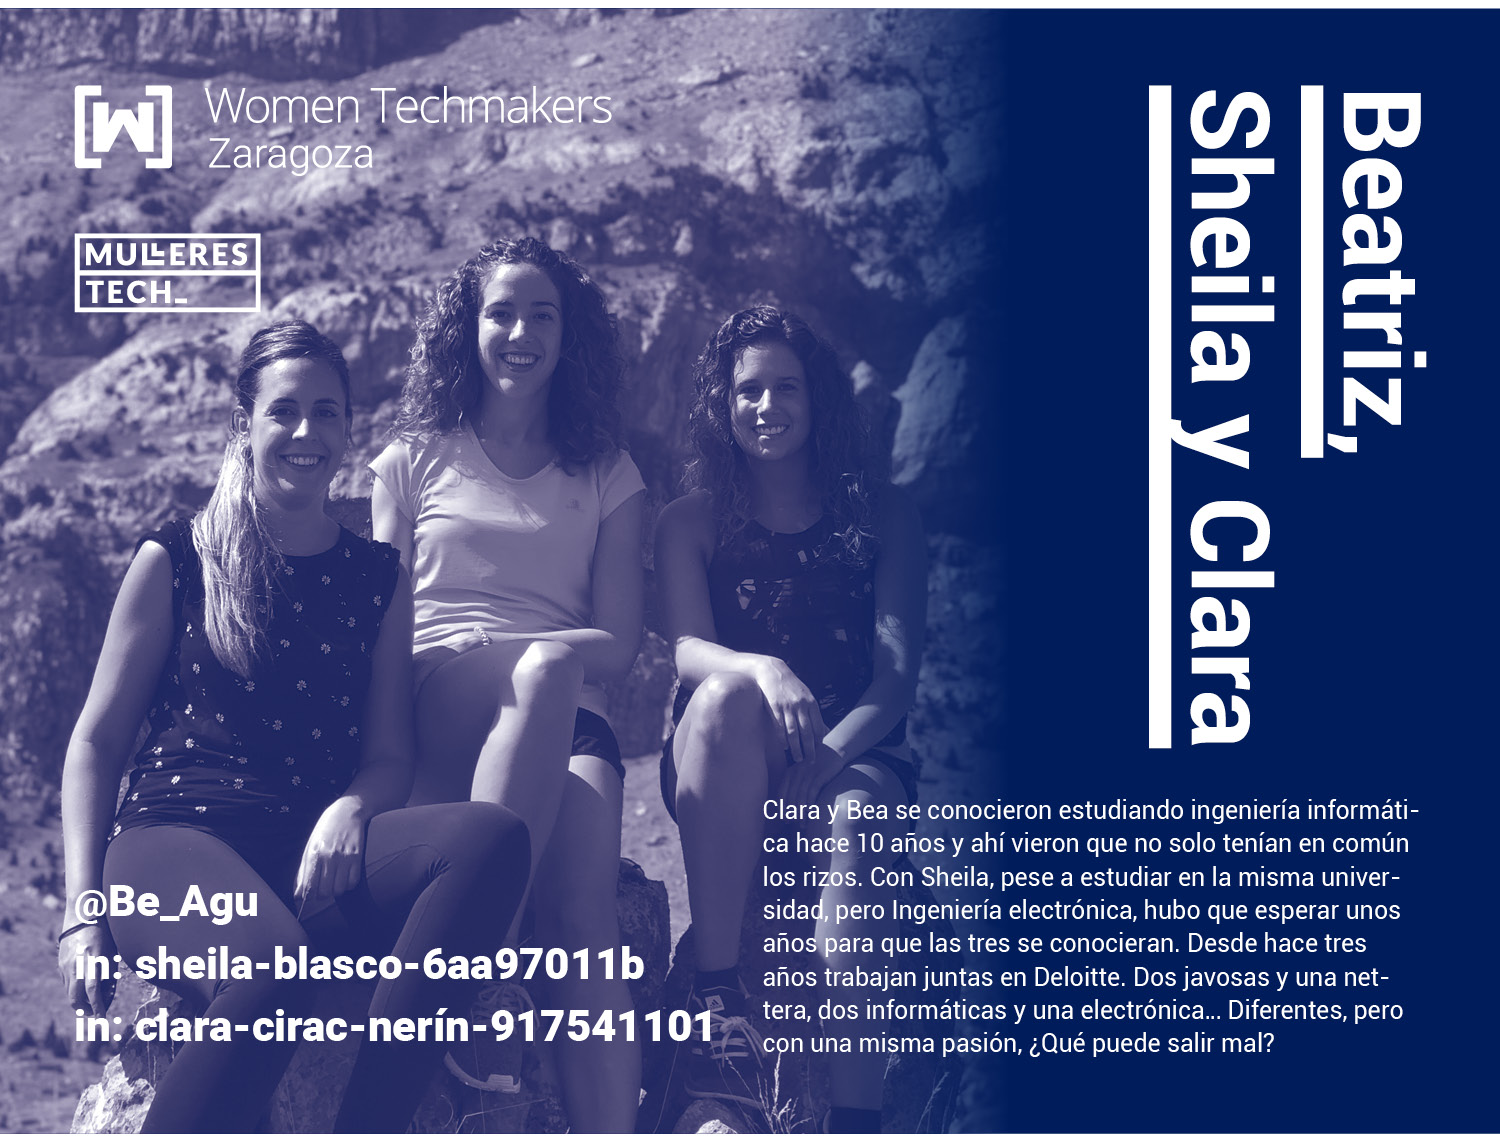 Women Techmakers
Zaragoza
MUJERES
TECH_
Beatriz,
Sheila y Clara
@Be_Agu
in: sheila-blasco-6aa97011b
in: clara-cirac-nerín-917541101
Clara y Bea se conocieron estudiando ingeniería informáti-
ca hace 10 años y ahí vieron que no solo tenían en común
los rizos. Con Sheila, pese a estudiar en la misma univer-
sidad, pero Ingeniería electrónica, hubo que esperar unos
años para que las tres se conocieran. Desde hace tres
años trabajan juntas en Deloitte. Dos javosas y una net-
tera, dos informáticas y una electrónica... Diferentes, pero
con una misma pasión, ¿Qué puede salir mal?